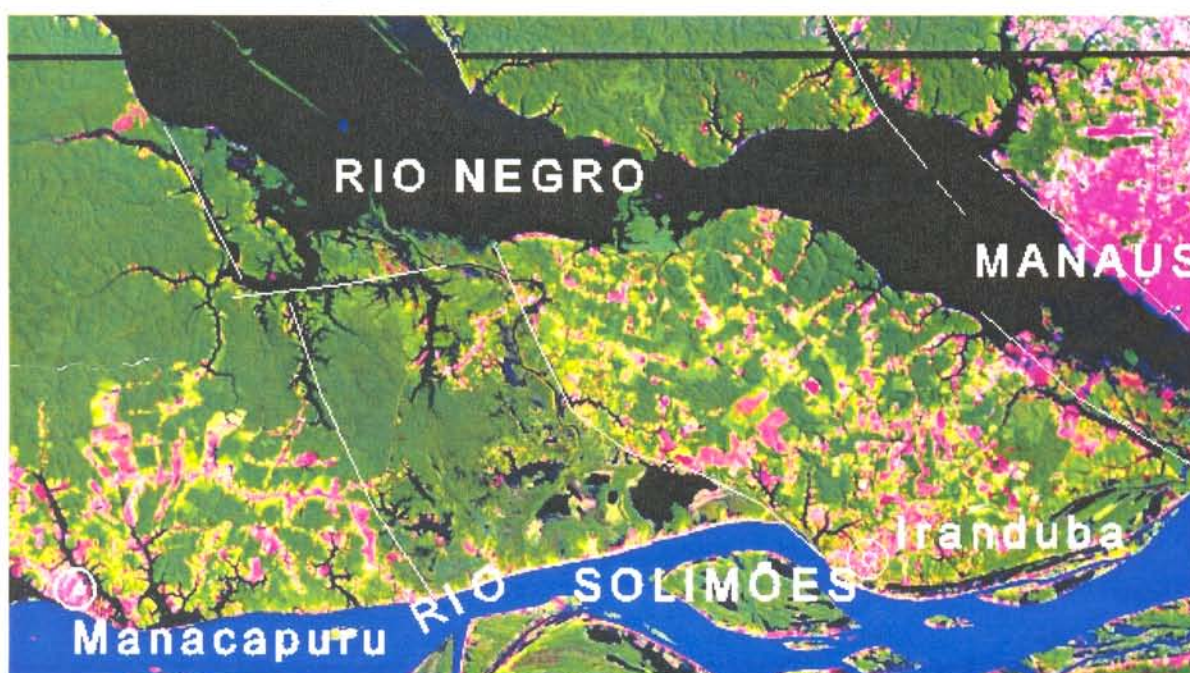 RIO NEGRO
MANAUS
Iranduba
RIO SOLIMÕES
Manacapuru